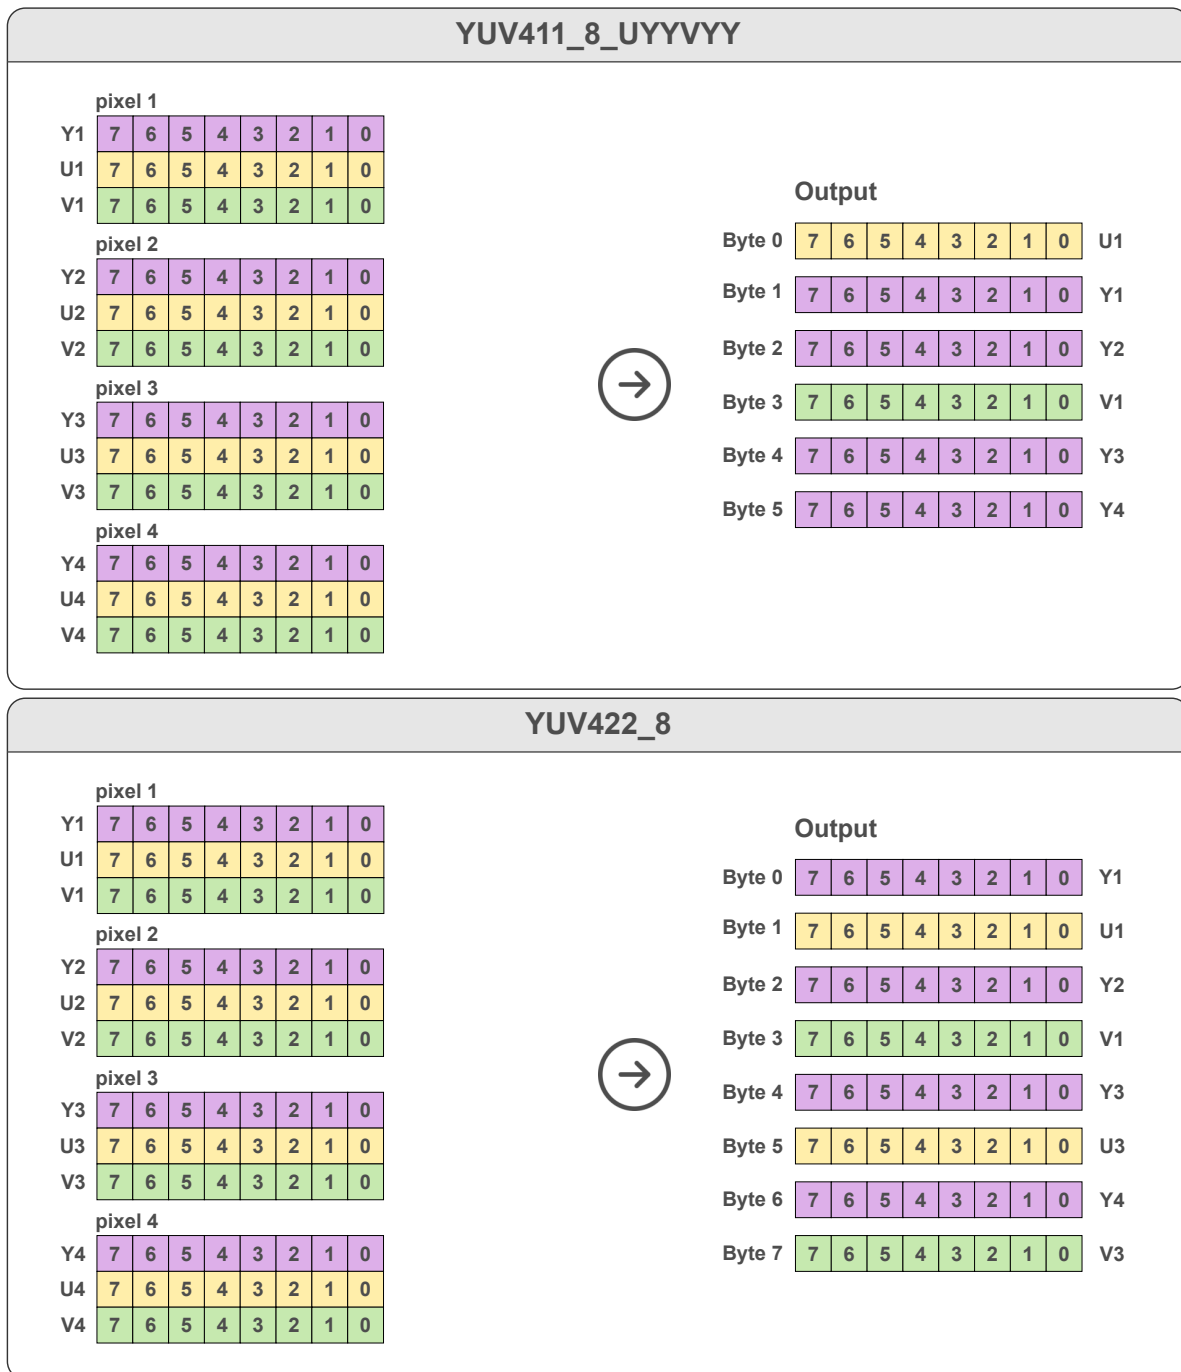 YUV411_8_UYYVYY
pixel 1
Y1 7 6 5 4 3 2 1 0
U1 7 6 5 4 3 2 1 0
V1 7 6 5 4 3 2 1 0
pixel 2
Y2 7 6 5 4 3 2 1 0
U2 7 6 5 4 3 2 1 0
V2 7 6 5 4 3 2 1 0
pixel 3
Y3 7 6 5 4 3 2 1 0
U3 7 6 5 4 3 2 1 0
V3 7 6 5 4 3 2 1 0
pixel 4
Y4 7 6 5 4 3 2 1 0
U4 7 6 5 4 3 2 1 0
V4 7 6 5 4 3 2 1 0
Output
Byte 0 7 6 5 4 3 2 1 0 U1
Byte 1 7 6 5 4 3 2 1 0 Y1
Byte 2 7 6 5 4 3 2 1 0 Y2
Byte 3 7 6 5 4 3 2 1 0 V1
Byte 4 7 6 5 4 3 2 1 0 Y3
Byte 5 7 6 5 4 3 2 1 0 Y4
YUV422_8
pixel 1
Y1 7 6 5 4 3 2 1 0
U1 7 6 5 4 3 2 1 0
V1 7 6 5 4 3 2 1 0
pixel 2
Y2 7 6 5 4 3 2 1 0
U2 7 6 5 4 3 2 1 0
V2 7 6 5 4 3 2 1 0
pixel 3
Y3 7 6 5 4 3 2 1 0
U3 7 6 5 4 3 2 1 0
V3 7 6 5 4 3 2 1 0
pixel 4
Y4 7 6 5 4 3 2 1 0
U4 7 6 5 4 3 2 1 0
V4 7 6 5 4 3 2 1 0
Output
Byte 0 7 6 5 4 3 2 1 0 Y1
Byte 1 7 6 5 4 3 2 1 0 U1
Byte 2 7 6 5 4 3 2 1 0 Y2
Byte 3 7 6 5 4 3 2 1 0 V1
Byte 4 7 6 5 4 3 2 1 0 Y3
Byte 5 7 6 5 4 3 2 1 0 U3
Byte 6 7 6 5 4 3 2 1 0 Y4
Byte 7 7 6 5 4 3 2 1 0 V3